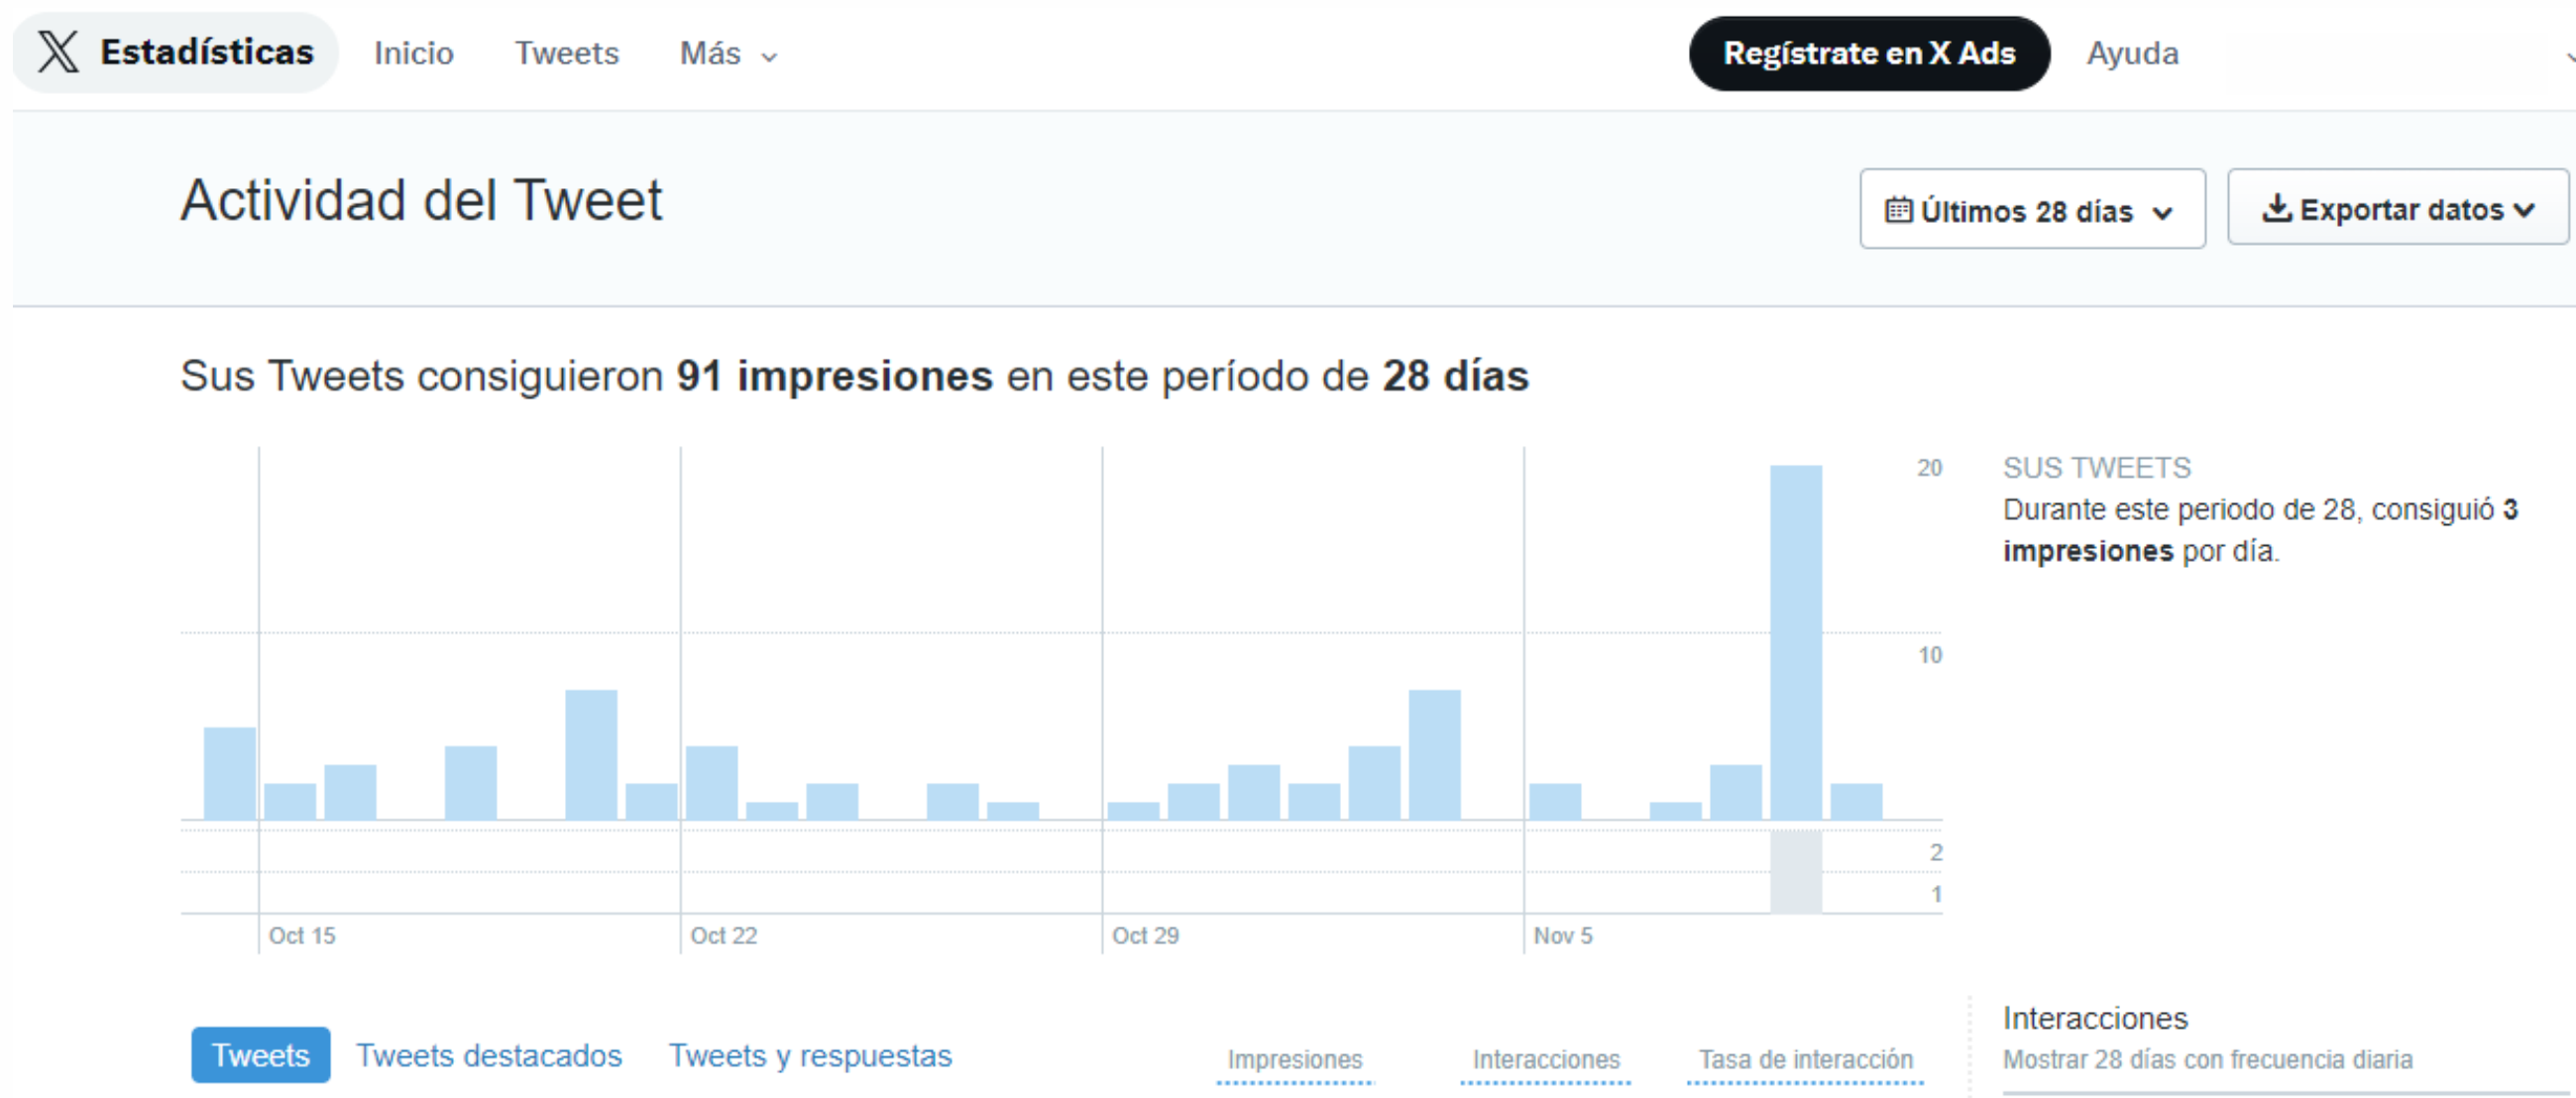 X Estadísticas Inicio Tweets Más Regístrate en X Ads Ayuda
Actividad del Tweet Últimos 28 días Exportar datos
Sus Tweets consiguieron 91 impresiones en este período de 28 días
20
10
2
1
Oct 15 Oct 22 Oct 29 Nov 5
SUS TWEETS
Durante este periodo de 28, consiguió 3
impresiones por día.
Tweets Tweets destacados Tweets y respuestas Impresiones Interacciones Tasa de interacción
Interacciones
Mostrar 28 días con frecuencia diaria